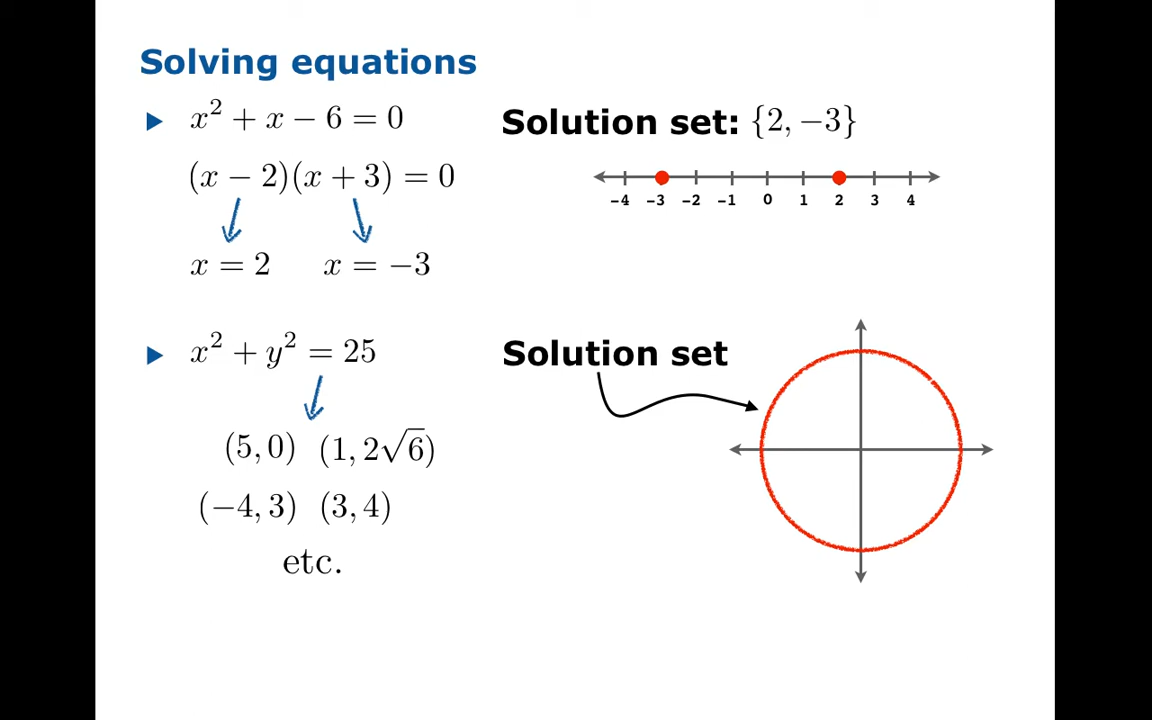 Solving equations
x² + x − 6 = 0
Solution set: {2, −3}
(x − 2)(x + 3) = 0
-4 -3 -2 -1 0 1 2 3 4
x = 2 x = −3
x² + y² = 25
Solution set
(5, 0) (1, 2√6)
(−4, 3) (3, 4)
etc.